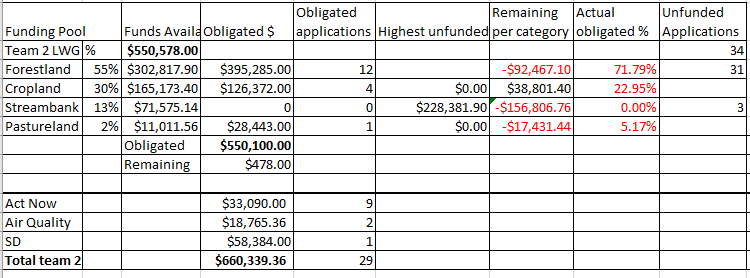 Funding Pool Funds Availa Obligated $ Obligated applications Highest unfunded Remaining per category Actual obligated % Unfunded Applications
Team 2 LWG % $550,578.00 34
Forestland 55% $302,817.90 $395,285.00 12 -$92,467.10 71.79% 31
Cropland 30% $165,173.40 $126,372.00 4 $0.00 $38,801.40 22.95%
Streambank 13% $71,575.14 0 0 $228,381.90 -$156,806.76 0.00% 3
Pastureland 2% $11,011.56 $28,443.00 1 $0.00 -$17,431.44 5.17%
Obligated $550,100.00
Remaining $478.00
Act Now $33,090.00 9
Air Quality $18,765.36 2
SD $58,384.00 1
Total team 2 $660,339.36 29